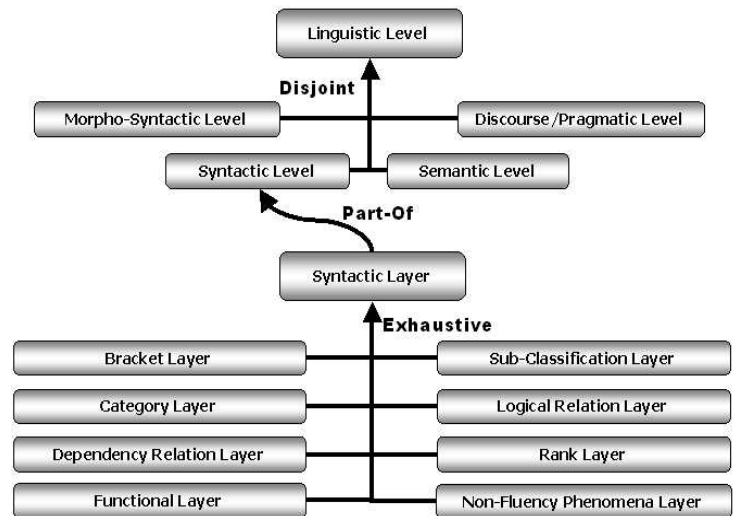 Linguistic Level
Disjoint
Morpho-Syntactic Level
Discourse/Pragmatic Level
Syntactic Level
Semantic Level
Part-Of
Syntactic Layer
Exhaustive
Bracket Layer
Sub-Classification Layer
Category Layer
Logical Relation Layer
Dependency Relation Layer
Rank Layer
Functional Layer
Non-Fluency Phenomena Layer